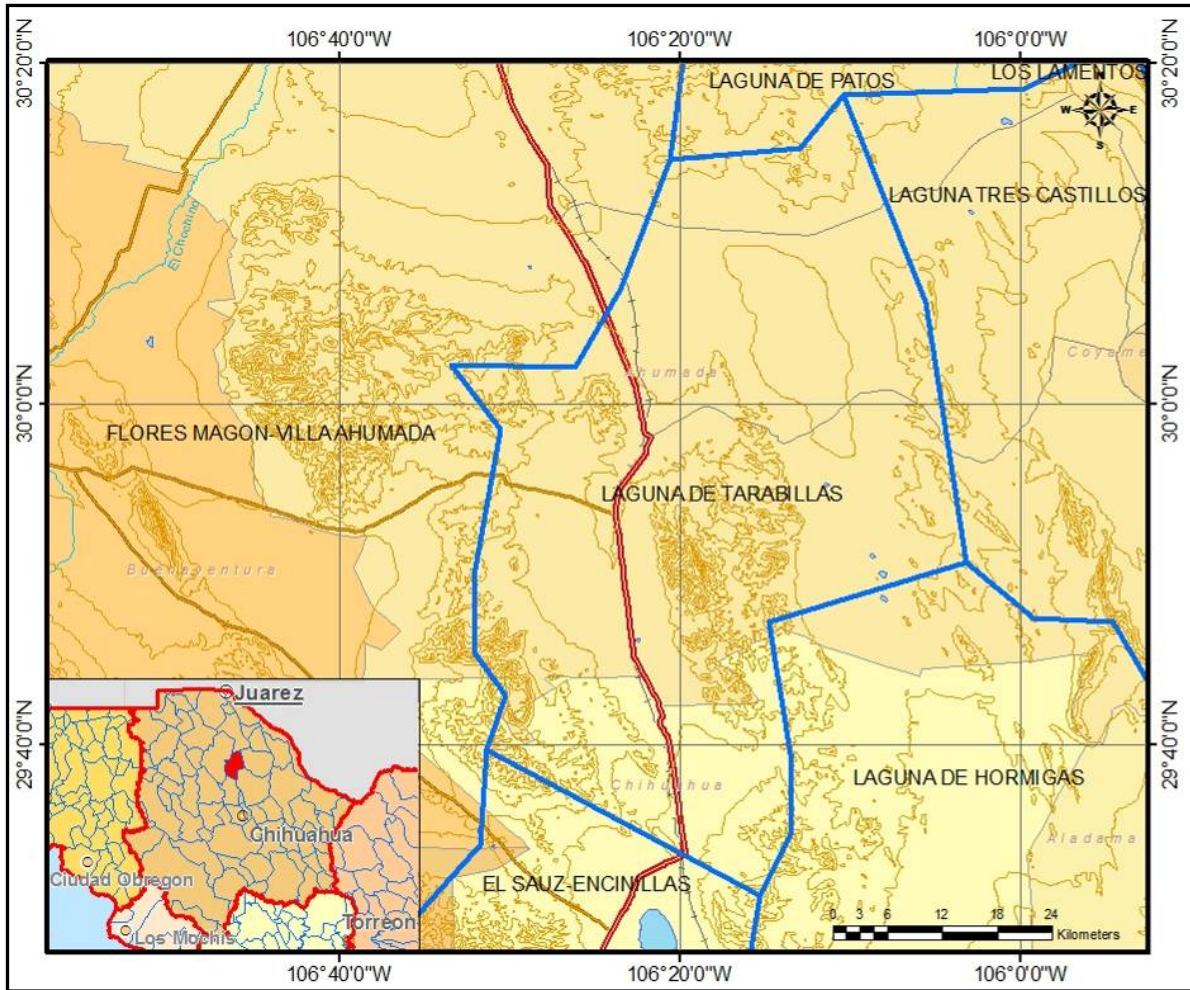 106°40'0"W 106°20'0"W 106°0'0"W
30°20'0"N 30°20'0"N
LOS LAMENTOS
LAGUNA DE PATOS
N
W E
S
LAGUNA TRES CASTILLOS
El Chochino
Coyame
Ahumada
30°0'0"N 30°0'0"N
FLORES MAGON-VILLA AHUMADA
LAGUNA DE TARABILLAS
Buenaventura
Juarez
29°40'0"N 29°40'0"N
LAGUNA DE HORMIGAS
Chihuahua
Chihuahua
Aladama
Ciudad Obregon
EL SAUZ-ENCINILLAS
Torreon
Los Mochis
0 3 6 12 18 24
Kilometers
106°40'0"W 106°20'0"W 106°0'0"W